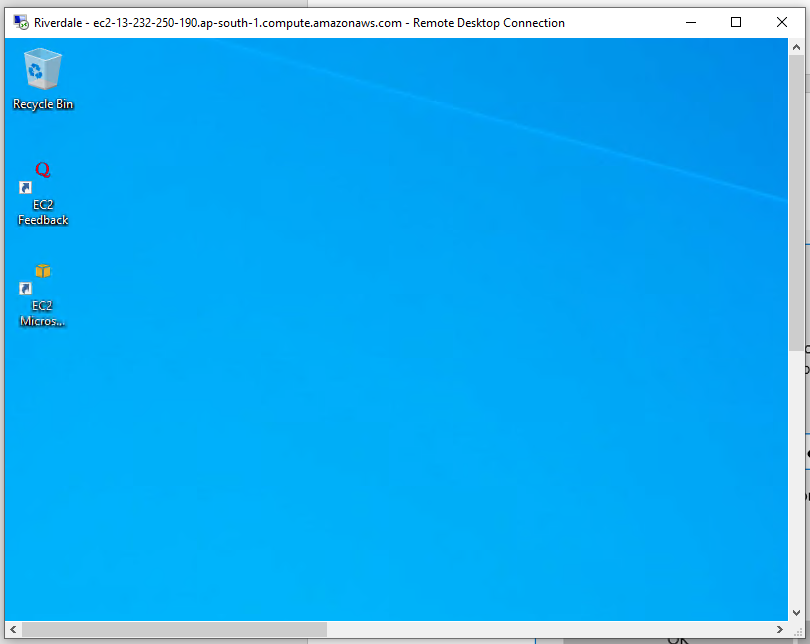 Riverdale - ec2-13-232-250-190.ap-south-1.compute.amazonaws.com - Remote Desktop Connection
Recycle Bin
Q
EC2
Feedback
EC2
Micros...